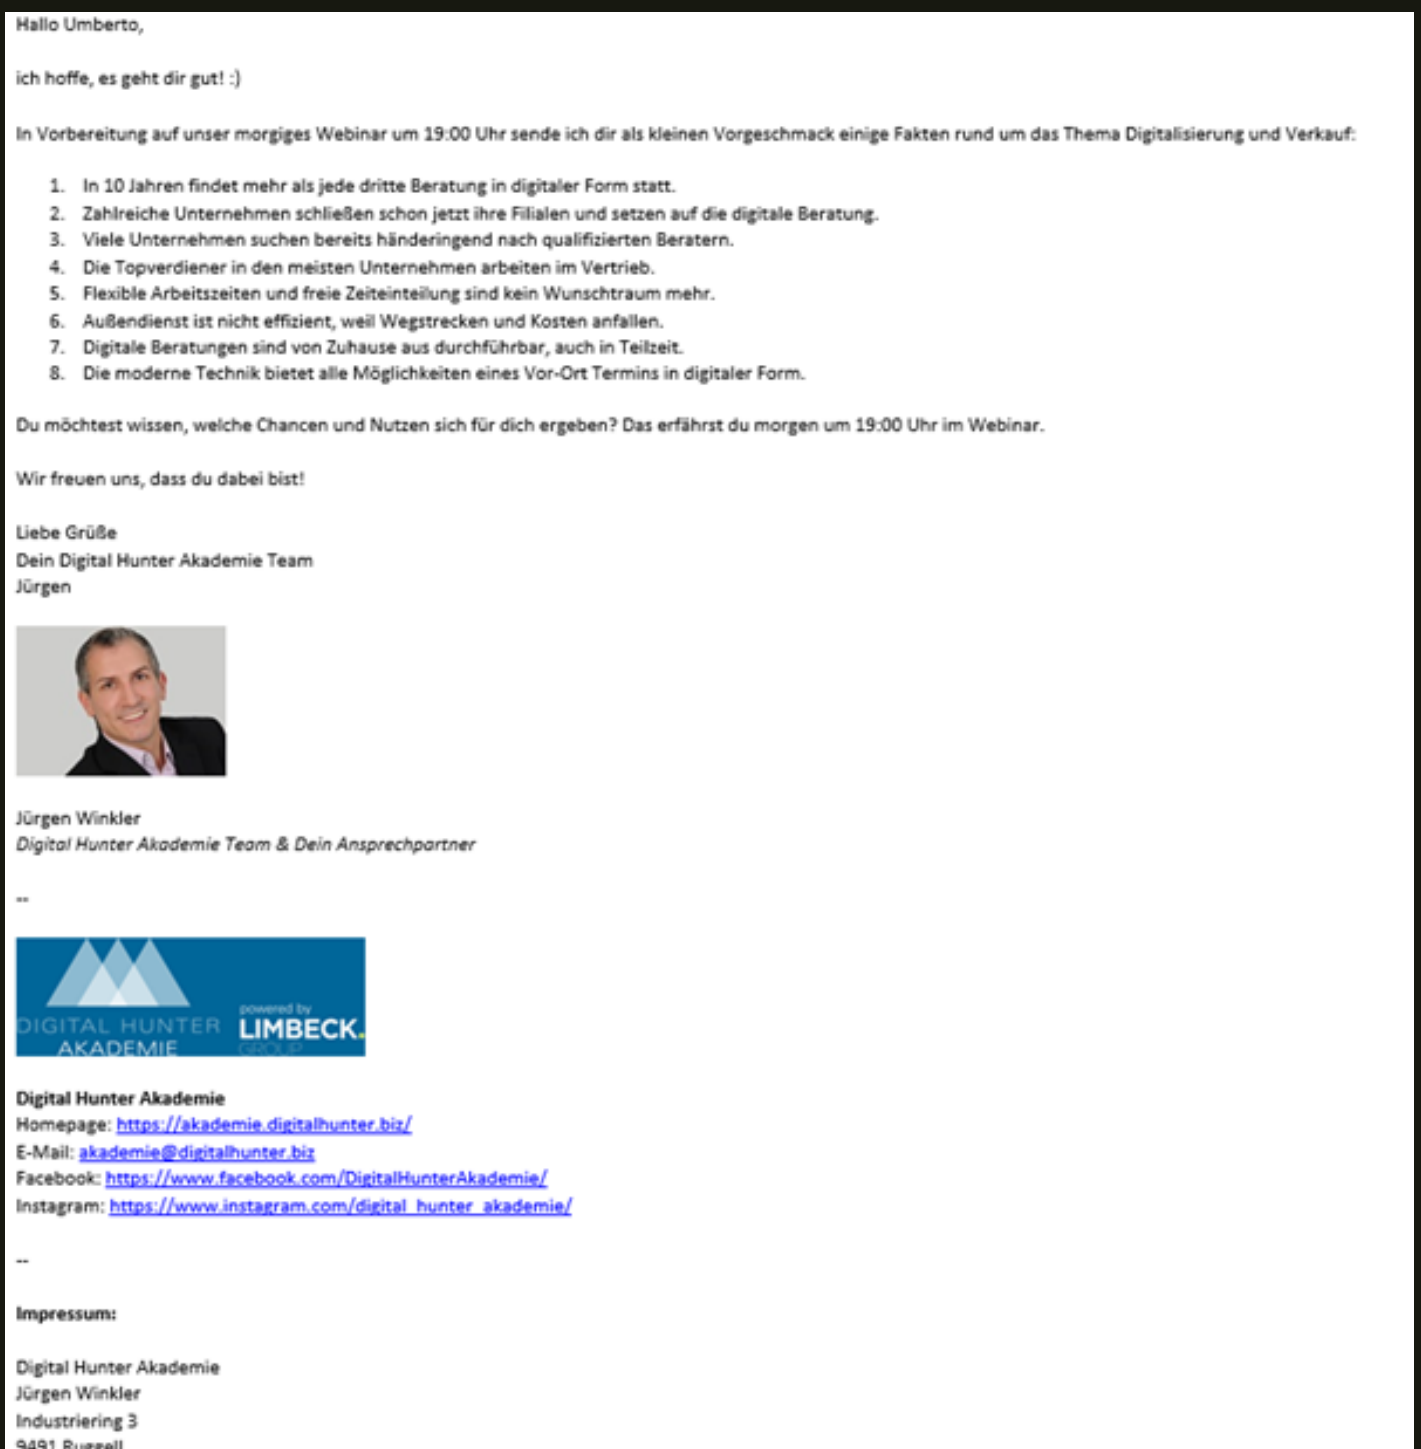 Hallo Umberto,
ich hoffe, es geht dir gut! :)
In Vorbereitung auf unser morgiges Webinar um 19:00 Uhr sende ich dir als kleinen Vorgeschmack einige Fakten rund um das Thema Digitalisierung und Verkauf:
1. In 10 Jahren findet mehr als jede dritte Beratung in digitaler Form statt.
2. Zahlreiche Unternehmen schließen schon jetzt ihre Filialen und setzen auf die digitale Beratung.
3. Viele Unternehmen suchen bereits händeringend nach qualifizierten Beratern.
4. Die Topverdiener in den meisten Unternehmen arbeiten im Vertrieb.
5. Flexible Arbeitszeiten und freie Zeiteinteilung sind kein Wunschtraum mehr.
6. Außendienst ist nicht effizient, weil Wegstrecken und Kosten anfallen.
7. Digitale Beratungen sind von Zuhause aus durchführbar, auch in Teilzeit.
8. Die moderne Technik bietet alle Möglichkeiten eines Vor-Ort Termins in digitaler Form.
Du möchtest wissen, welche Chancen und Nutzen sich für dich ergeben? Das erfährst du morgen um 19:00 Uhr im Webinar.
Wir freuen uns, dass du dabei bist!
Liebe Grüße
Dein Digital Hunter Akademie Team
Jürgen
Jürgen Winkler
Digital Hunter Akademie Team & Dein Ansprechpartner
--
DIGITAL HUNTER
AKADEMIE
powered by
LIMBECK.
GROUP
Digital Hunter Akademie
Homepage: https://akademie.digitalhunter.biz/
E-Mail: akademie@digitalhunter.biz
Facebook: https://www.facebook.com/DigitalHunterAkademie/
Instagram: https://www.instagram.com/digital_hunter_akademie/
--
Impressum:
Digital Hunter Akademie
Jürgen Winkler
Industriering 3
9491 Ruggell